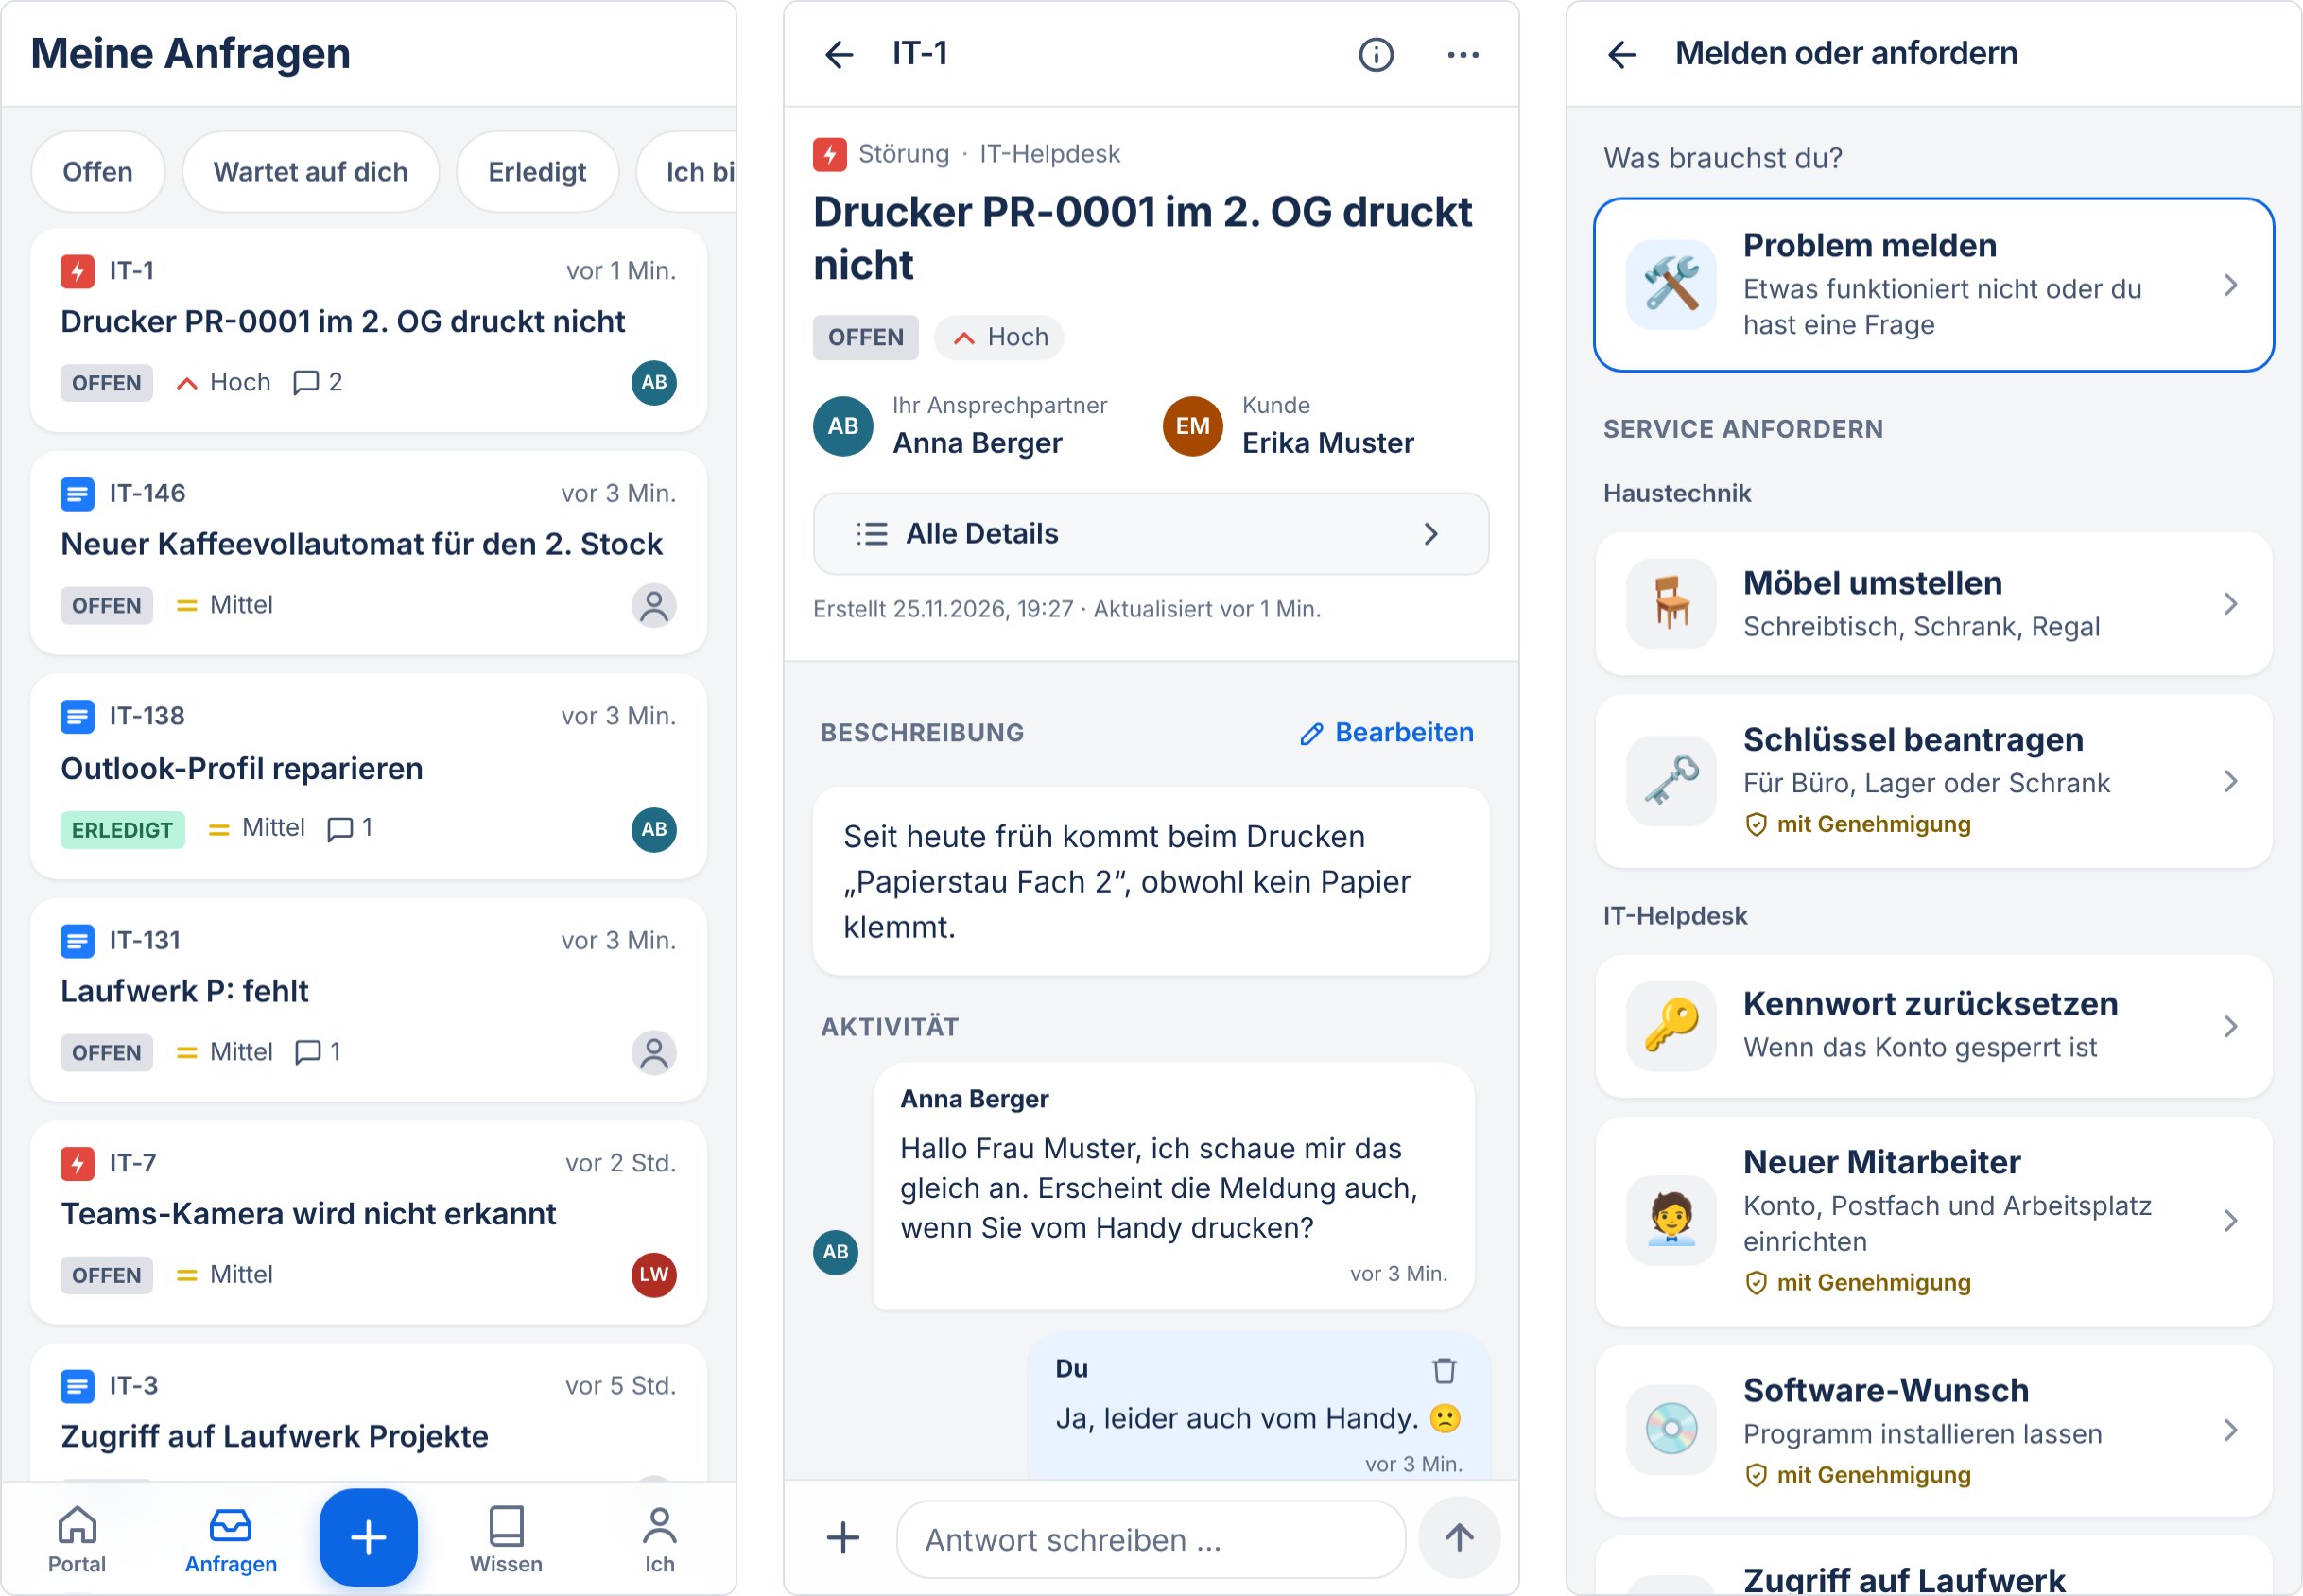 Meine Anfragen
Offen
Wartet auf dich
Erledigt
Ich bi
IT-1
vor 1 Min.
Drucker PR-0001 im 2. OG druckt nicht
OFFEN
Hoch
2
AB
IT-146
vor 3 Min.
Neuer Kaffeevollautomat für den 2. Stock
OFFEN
Mittel
IT-138
vor 3 Min.
Outlook-Profil reparieren
ERLEDIGT
Mittel
1
AB
IT-131
vor 3 Min.
Laufwerk P: fehlt
OFFEN
Mittel
1
IT-7
vor 2 Std.
Teams-Kamera wird nicht erkannt
OFFEN
Mittel
LW
IT-3
vor 5 Std.
Zugriff auf Laufwerk Projekte
Portal
Anfragen
Wissen
Ich
IT-1
Störung · IT-Helpdesk
Drucker PR-0001 im 2. OG druckt
nicht
OFFEN
Hoch
AB
Ihr Ansprechpartner
Anna Berger
EM
Kunde
Erika Muster
Alle Details
Erstellt 25.11.2026, 19:27 · Aktualisiert vor 1 Min.
BESCHREIBUNG
Bearbeiten
Seit heute früh kommt beim Drucken
„Papierstau Fach 2“, obwohl kein Papier
klemmt.
AKTIVITÄT
Anna Berger
Hallo Frau Muster, ich schaue mir das
gleich an. Erscheint die Meldung auch,
wenn Sie vom Handy drucken?
AB
vor 3 Min.
Du
Ja, leider auch vom Handy. 🙁
vor 3 Min.
Antwort schreiben ...
Melden oder anfordern
Was brauchst du?
Problem melden
Etwas funktioniert nicht oder du
hast eine Frage
SERVICE ANFORDERN
Haustechnik
Möbel umstellen
Schreibtisch, Schrank, Regal
Schlüssel beantragen
Für Büro, Lager oder Schrank
mit Genehmigung
IT-Helpdesk
Kennwort zurücksetzen
Wenn das Konto gesperrt ist
Neuer Mitarbeiter
Konto, Postfach und Arbeitsplatz
einrichten
mit Genehmigung
Software-Wunsch
Programm installieren lassen
mit Genehmigung
Zugriff auf Laufwerk